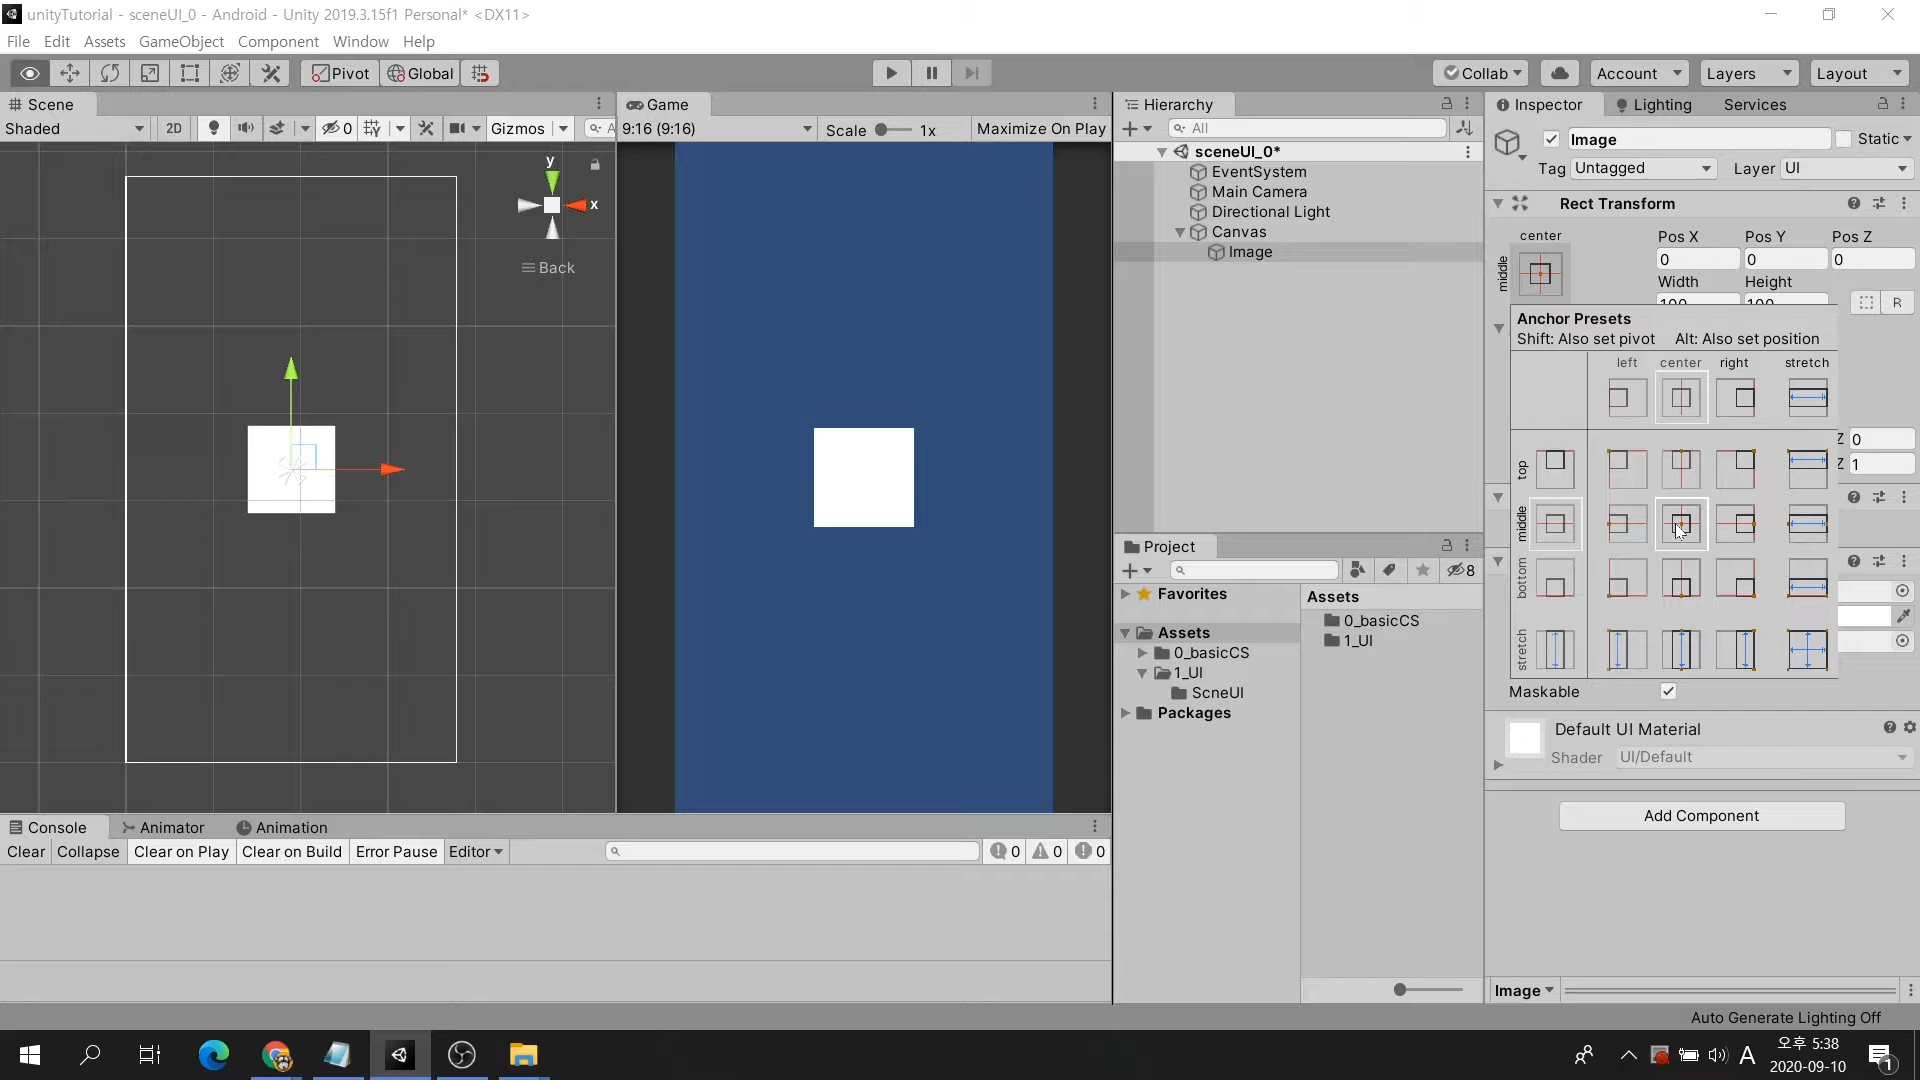 unityTutorial - sceneUI_0 - Android - Unity 2019.3.15f1 Personal* <DX11>
File Edit Assets GameObject Component Window Help
Pivot Global Collab Account Layers Layout
Scene
Shaded 2D 0 Gizmos A
y
x
Back
Game
9:16 (9:16) Scale 1x Maximize On Play
Hierarchy
All
sceneUI_0*
EventSystem
Main Camera
Directional Light
Canvas
Image
Project
8
Favorites
Assets
0_basicCS
1_UI
ScneUI
Packages
Assets
0_basicCS
1_UI
Inspector Lighting Services
Image Static
Tag Untagged Layer UI
Rect Transform
center
middle
Pos X Pos Y Pos Z
0 0 0
Width Height
100 100
R
Anchor Presets
Shift: Also set pivot Alt: Also set position
left center right stretch
top
middle
bottom
stretch
Z 0
Z 1
Maskable
Default UI Material
Shader UI/Default
Add Component
Image
Console Animator Animation
Clear Collapse Clear on Play Clear on Build Error Pause Editor 0 0 0
Auto Generate Lighting Off
A
오후 5:38
2020-09-10
1